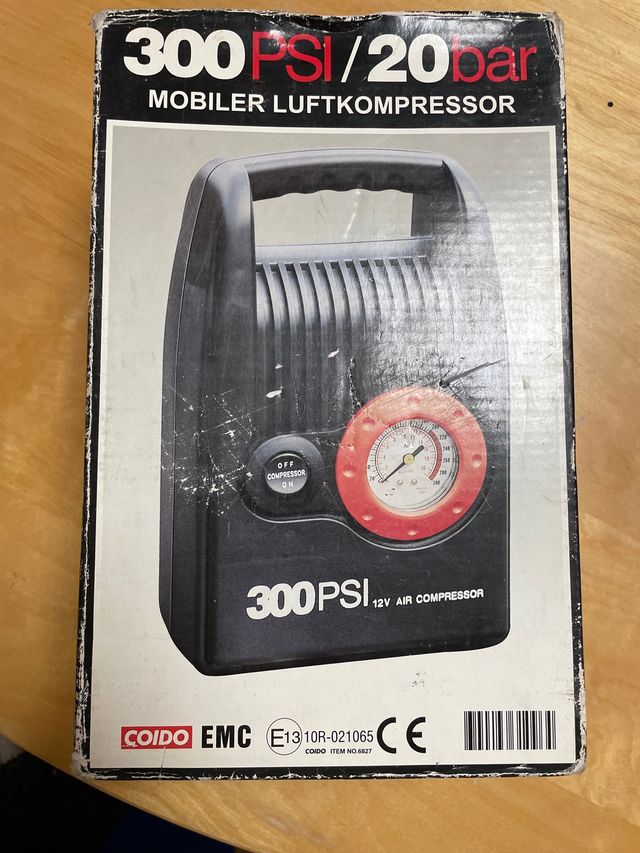 300PSI/20bar
MOBILER LUFTKOMPRESSOR
OFF
COMPRESSOR
ON
300PSI 12V AIR COMPRESSOR
COIDO EMC E13 10R-021065 CE
COIDO ITEM NO.6827